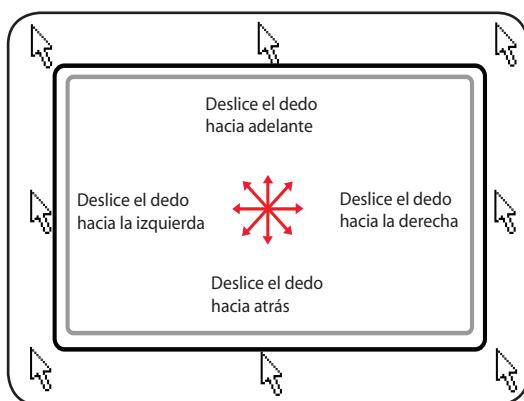 Deslice el dedo
hacia adelante
Deslice el dedo
hacia la izquierda
Deslice el dedo
hacia la derecha
Deslice el dedo
hacia atrás